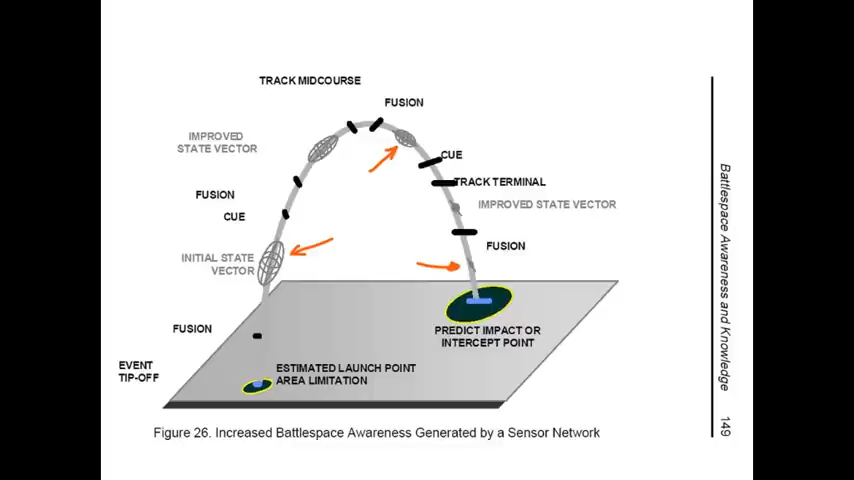 TRACK MIDCOURSE
FUSION
IMPROVED
STATE VECTOR
CUE
TRACK TERMINAL
FUSION
IMPROVED STATE VECTOR
CUE
FUSION
INITIAL STATE
VECTOR
FUSION
PREDICT IMPACT OR
INTERCEPT POINT
EVENT
TIP-OFF
ESTIMATED LAUNCH POINT
AREA LIMITATION
Figure 26. Increased Battlespace Awareness Generated by a Sensor Network
Battlespace Awareness and Knowledge
149